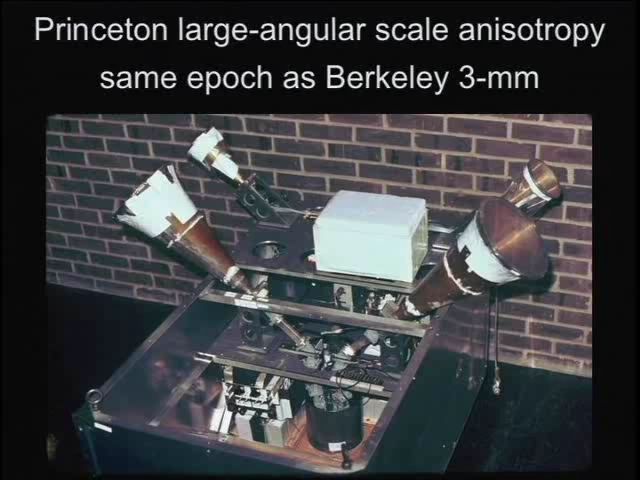 Princeton large-angular scale anisotropy
same epoch as Berkeley 3-mm